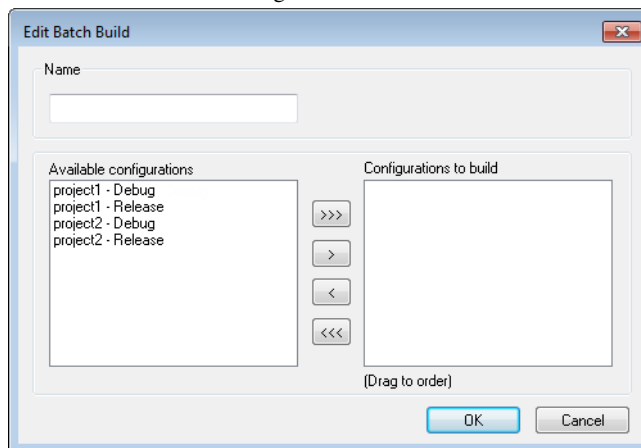 Edit Batch Build
Name
Available configurations
project1 - Debug
project1 - Release
project2 - Debug
project2 - Release
>>>
>
<
<<<
Configurations to build
(Drag to order)
OK
Cancel